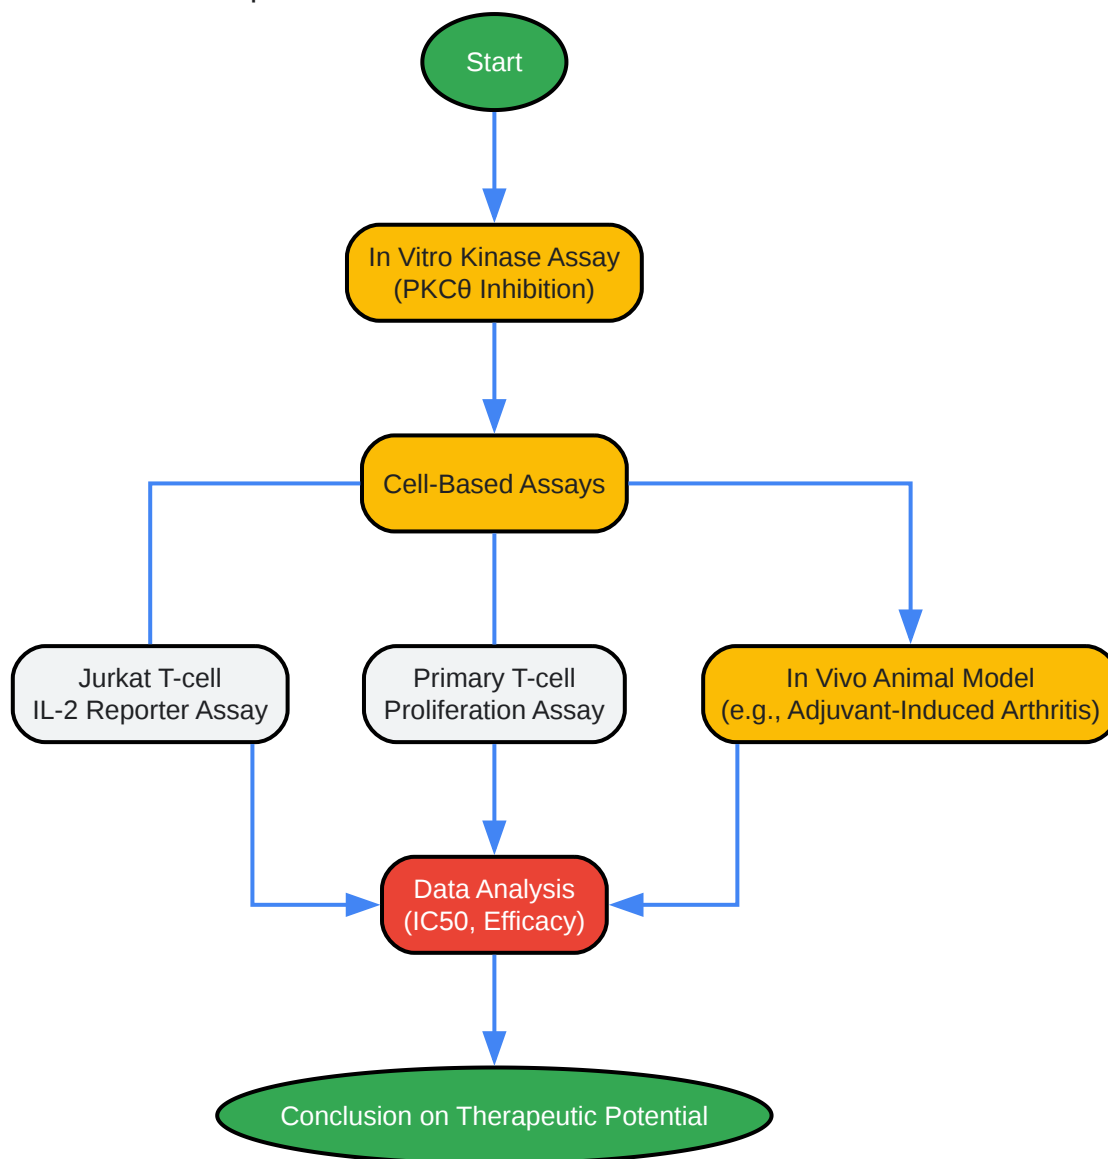 Start
In Vitro Kinase Assay
(PKCθ Inhibition)
Cell-Based Assays
Jurkat T-cell
IL-2 Reporter Assay
Primary T-cell
Proliferation Assay
In Vivo Animal Model
(e.g., Adjuvant-Induced Arthritis)
Data Analysis
(IC50, Efficacy)
Conclusion on Therapeutic Potential